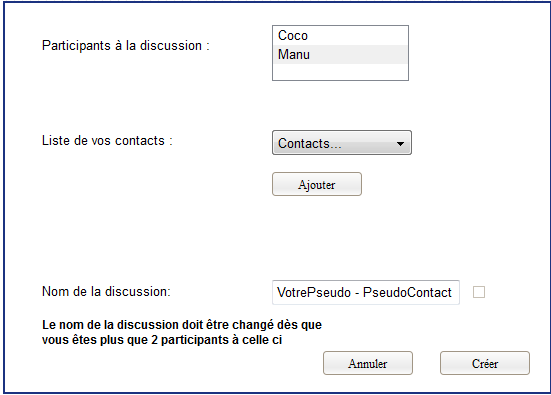 Participants à la discussion :
Coco
Manu
Liste de vos contacts :
Contacts...
Ajouter
Nom de la discussion:
VotrePseudo - PseudoContact
Le nom de la discussion doit être changé dès que
vous êtes plus que 2 participants à celle ci
Annuler
Créer